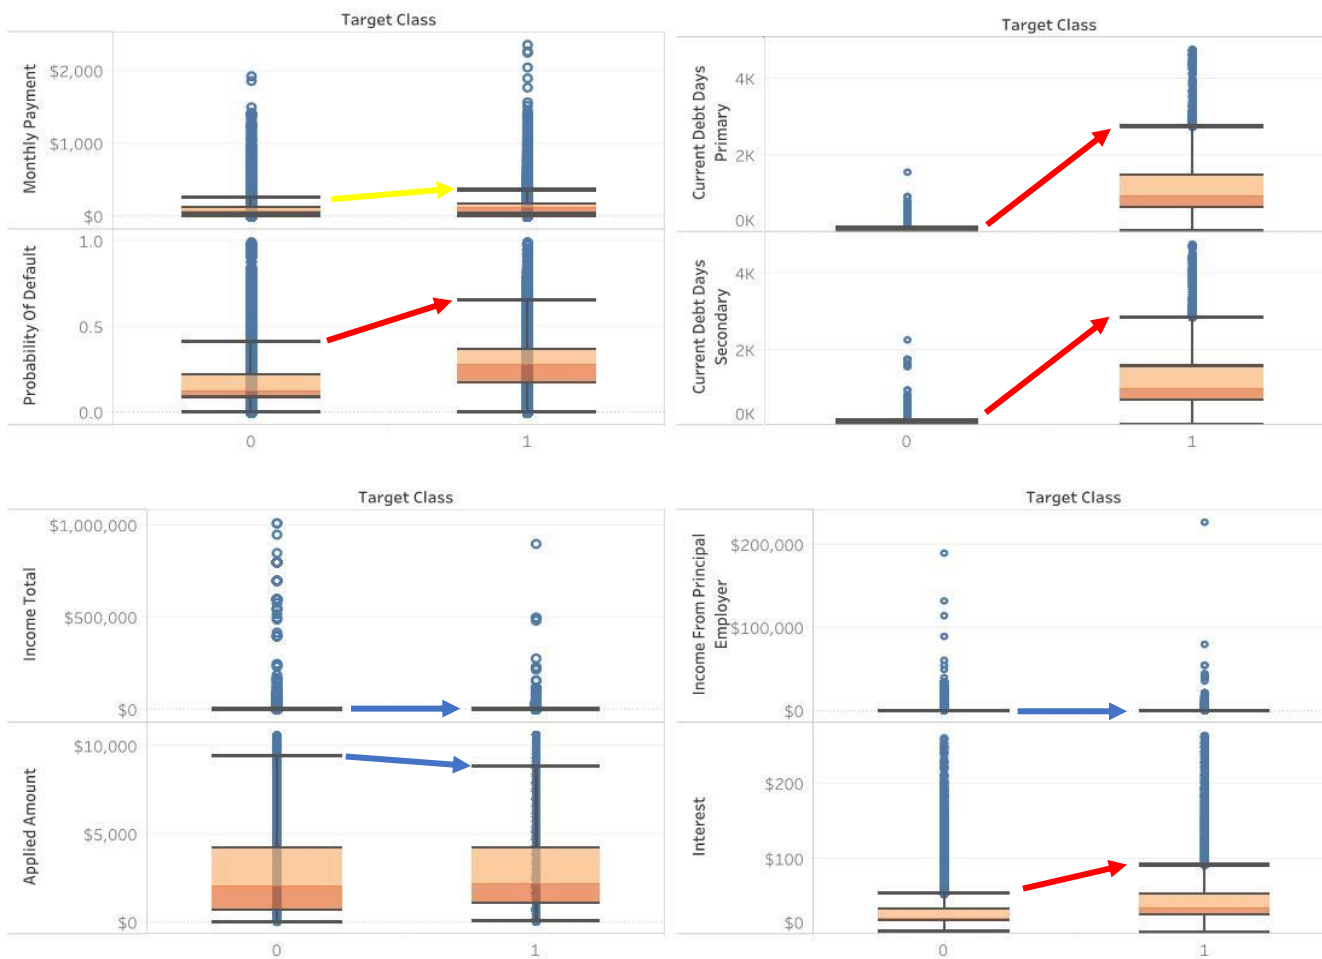 Target Class
Monthly Payment
$2,000
$1,000
$0
Probability Of Default
1.0
0.5
0.0
0
1
Target Class
Current Debt Days
Primary
4K
2K
0K
Current Debt Days
Secondary
4K
2K
0K
0
1
Target Class
Income Total
$1,000,000
$500,000
$0
Applied Amount
$10,000
$5,000
$0
0
1
Target Class
Income From Principal
Employer
$200,000
$100,000
$0
Interest
$200
$100
$0
0
1